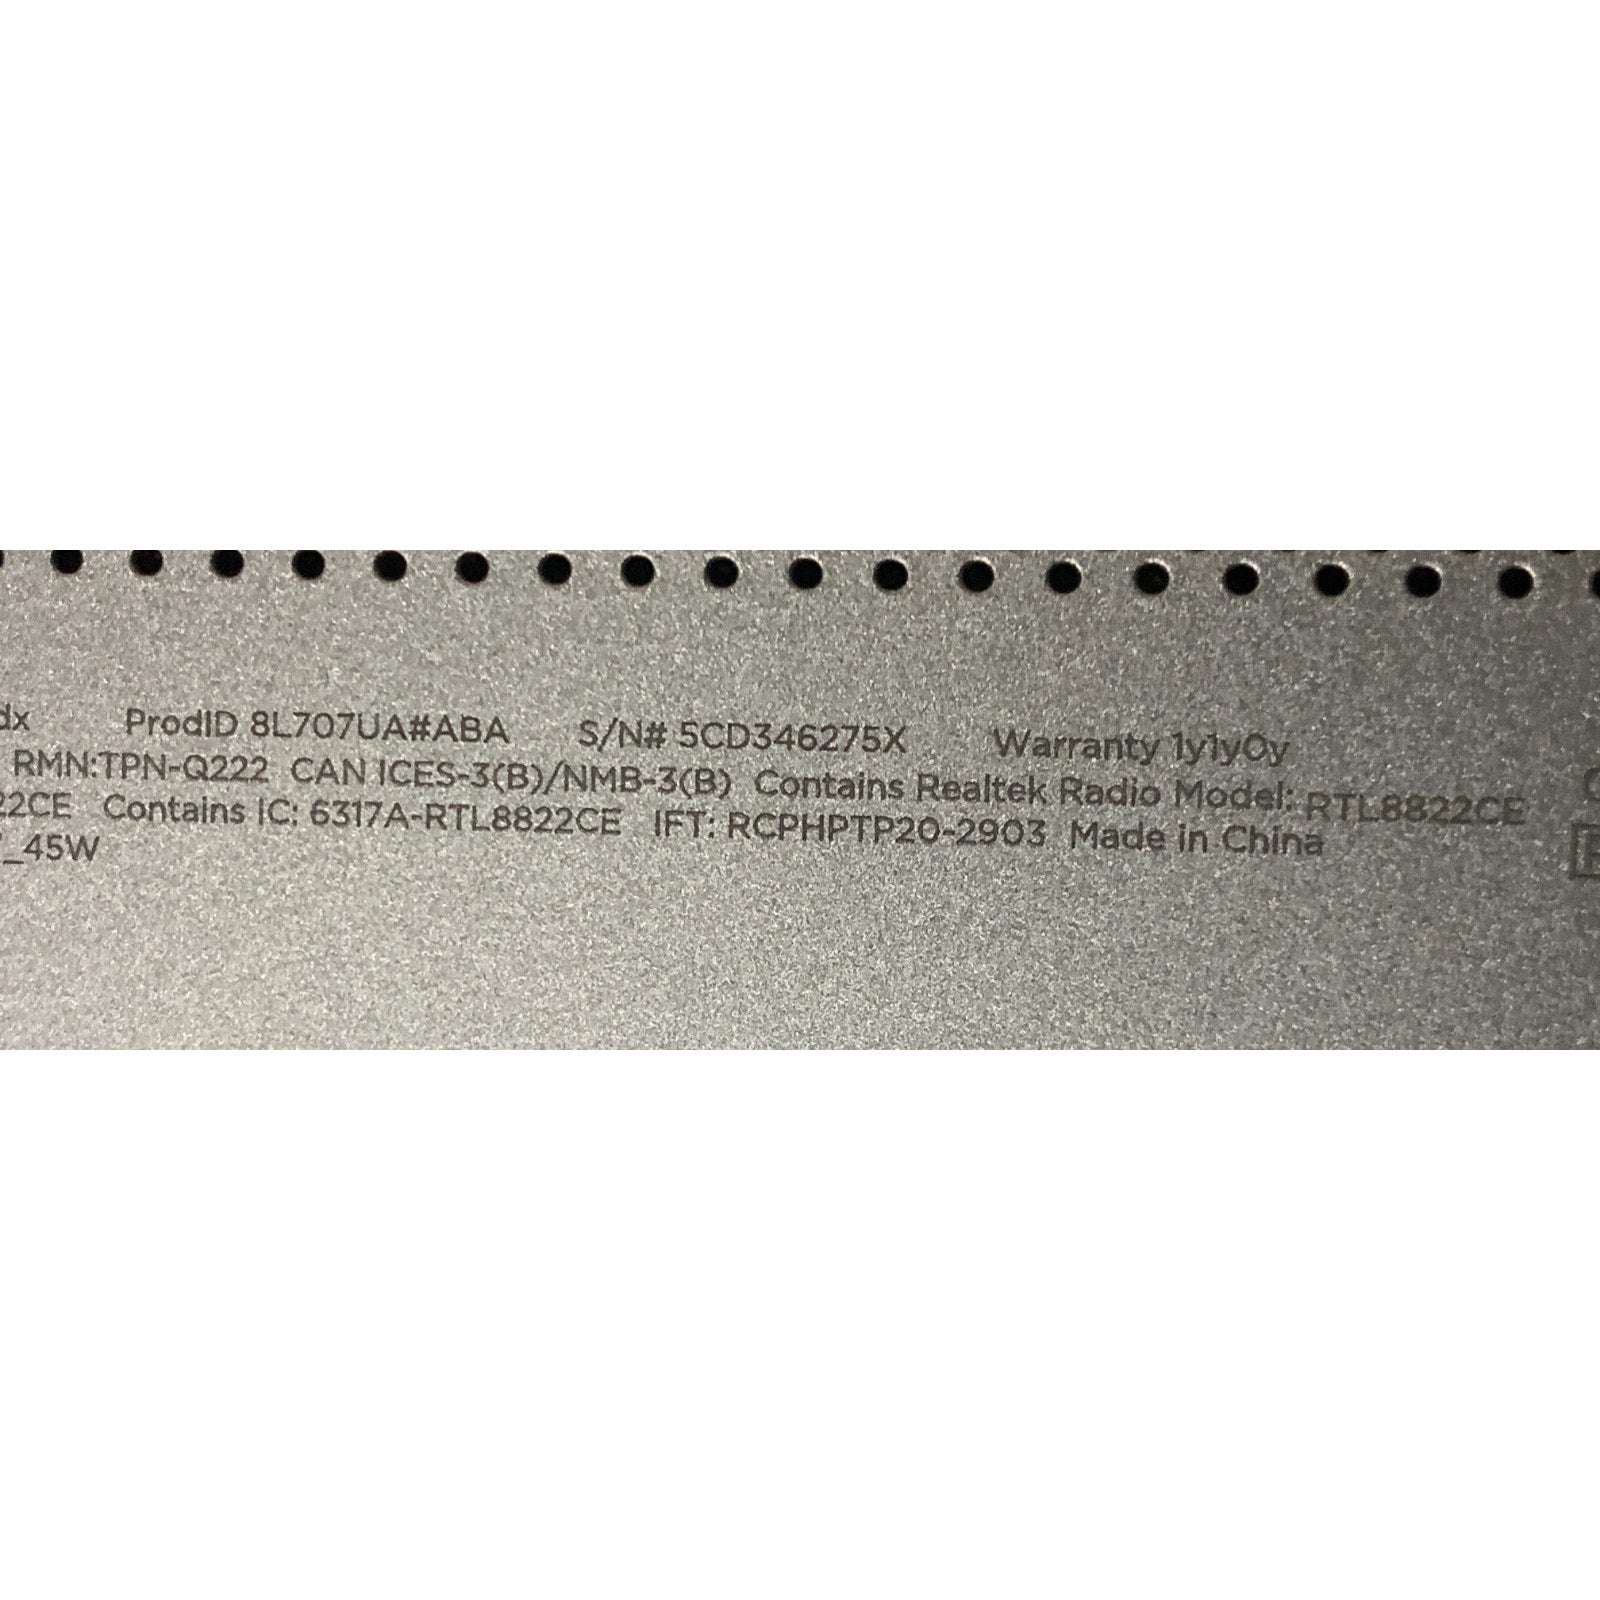 dx ProdID 8L707UA#ABA S/N# 5CD346275X Warranty 1y1y0y
RMN:TPN-Q222 CAN ICES-3(B)/NMB-3(B) Contains Realtek Radio Model: RTL8822CE
22CE Contains IC: 6317A-RTL8822CE IFT: RCPHPTP20-2903 Made in China
_45W